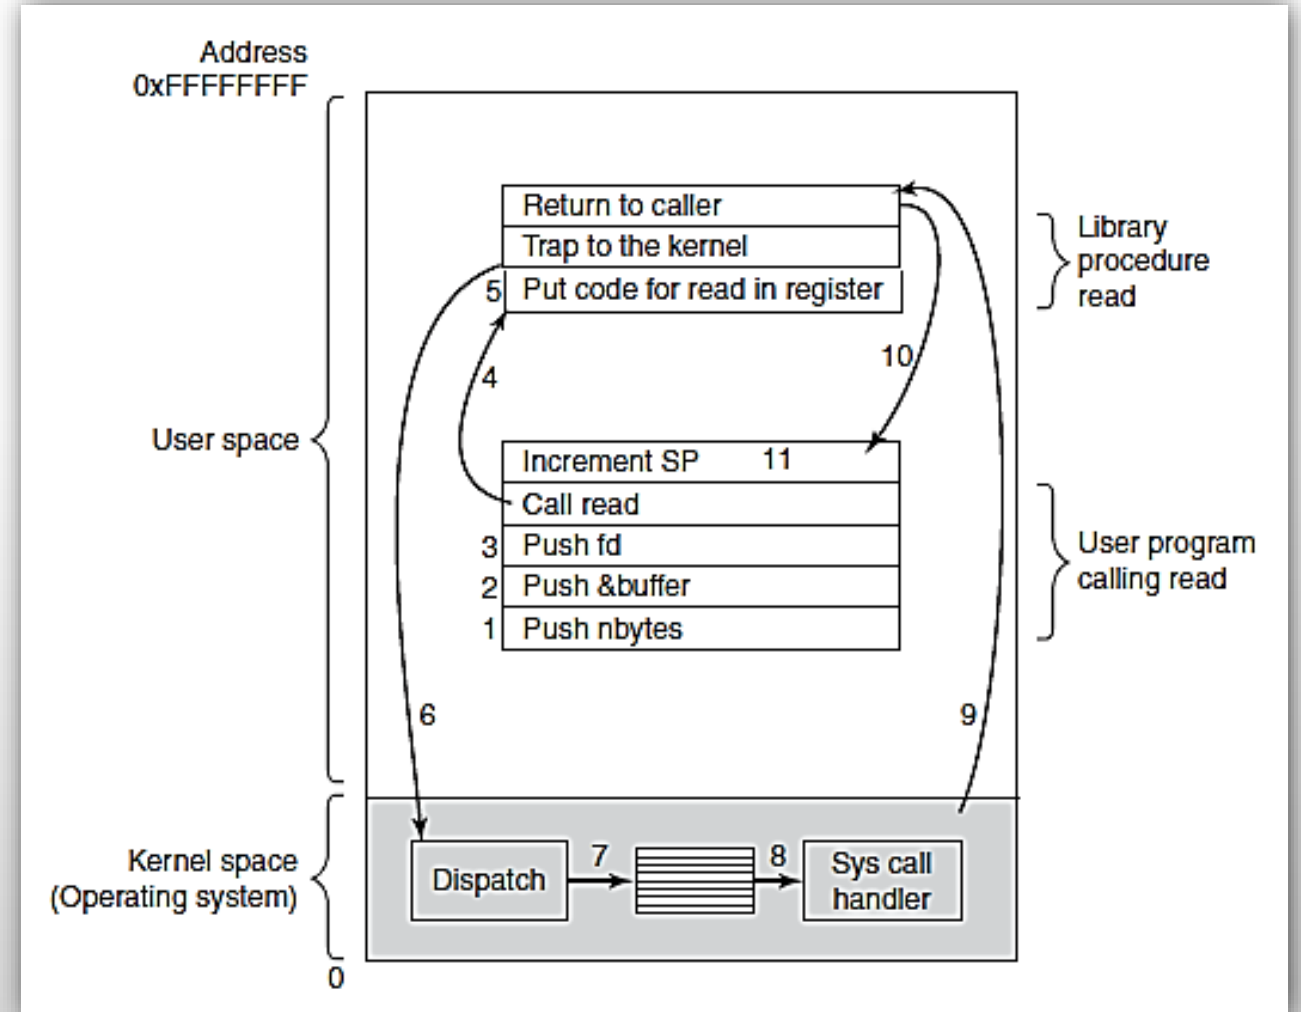 Address
0xFFFFFFFF
Return to caller
Trap to the kernel
5 Put code for read in register
Library
procedure
read
4
10
User space
Increment SP 11
Call read
3 Push fd
2 Push &buffer
1 Push nbytes
User program
calling read
6
9
Kernel space
(Operating system)
Dispatch
7
8
Sys call
handler
0